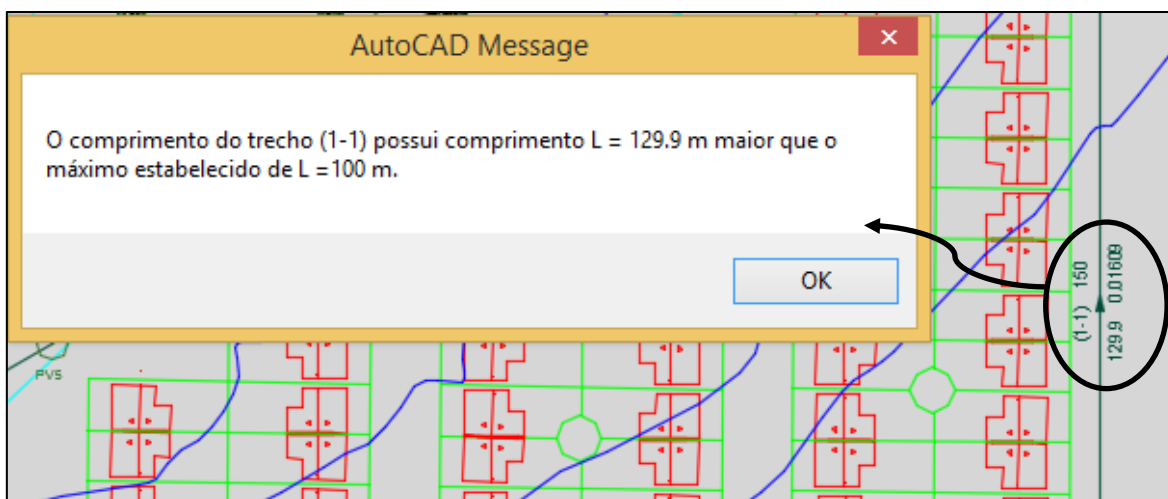 AutoCAD Message
O comprimento do trecho (1-1) possui comprimento L = 129.9 m maior que o
máximo estabelecido de L =100 m.
OK
(1-1) 150
129.9 0.01609
PV5